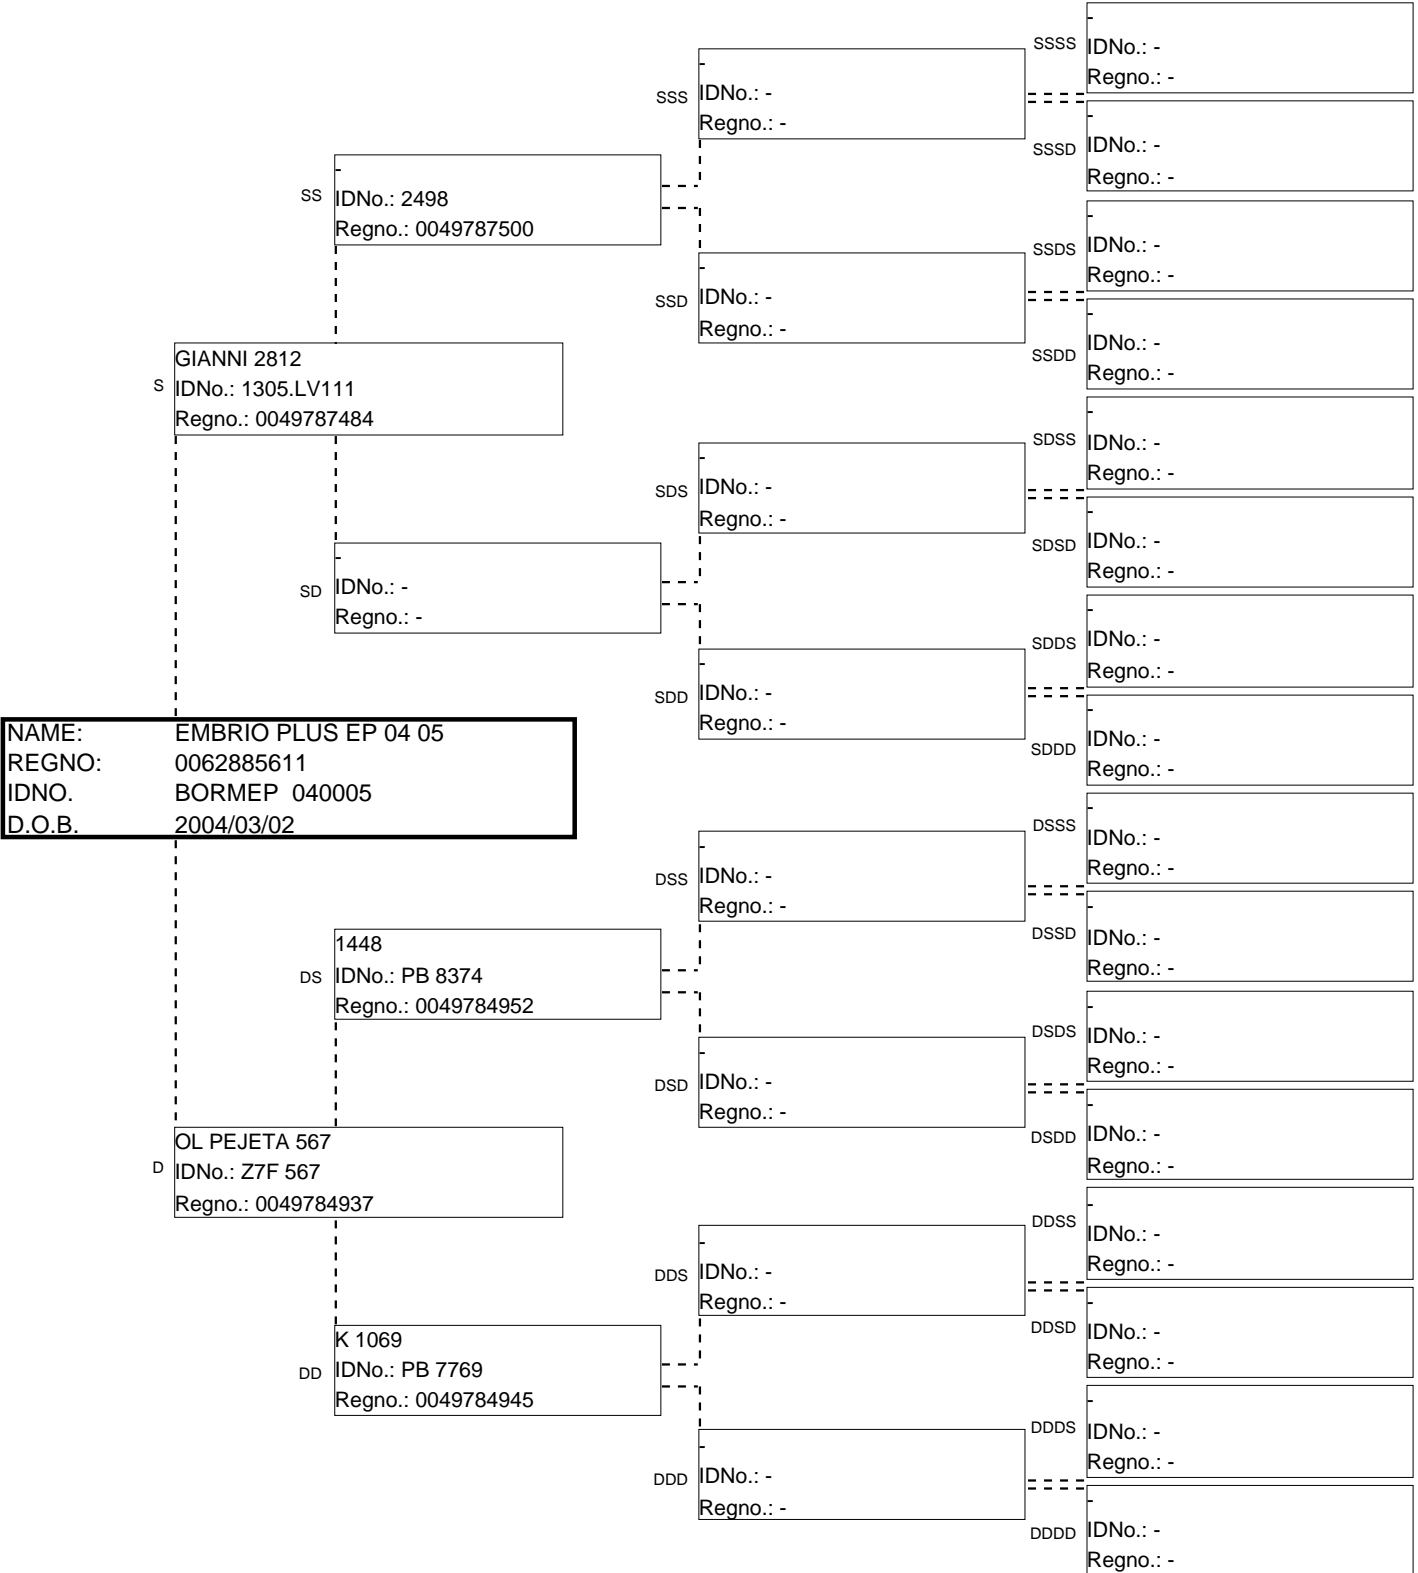 SSSS
-
IDNo.: -
Regno.: -
SSS
-
IDNo.: -
Regno.: -
SSSD
-
IDNo.: -
Regno.: -
SS
-
IDNo.: 2498
Regno.: 0049787500
SSDS
-
IDNo.: -
Regno.: -
SSD
-
IDNo.: -
Regno.: -
SSDD
-
IDNo.: -
Regno.: -
S
GIANNI 2812
IDNo.: 1305.LV111
Regno.: 0049787484
SDSS
-
IDNo.: -
Regno.: -
SDS
-
IDNo.: -
Regno.: -
SDSD
-
IDNo.: -
Regno.: -
SD
-
IDNo.: -
Regno.: -
SDDS
-
IDNo.: -
Regno.: -
SDD
-
IDNo.: -
Regno.: -
SDDD
-
IDNo.: -
Regno.: -
NAME: EMBRIO PLUS EP 04 05
REGNO: 0062885611
IDNO. BORMEP 040005
D.O.B. 2004/03/02
DSSS
-
IDNo.: -
Regno.: -
DSS
-
IDNo.: -
Regno.: -
DSSD
-
IDNo.: -
Regno.: -
DS
1448
IDNo.: PB 8374
Regno.: 0049784952
DSDS
-
IDNo.: -
Regno.: -
DSD
-
IDNo.: -
Regno.: -
DSDD
-
IDNo.: -
Regno.: -
D
OL PEJETA 567
IDNo.: Z7F 567
Regno.: 0049784937
DDSS
-
IDNo.: -
Regno.: -
DDS
-
IDNo.: -
Regno.: -
DDSD
-
IDNo.: -
Regno.: -
DD
K 1069
IDNo.: PB 7769
Regno.: 0049784945
DDDS
-
IDNo.: -
Regno.: -
DDD
-
IDNo.: -
Regno.: -
DDDD
-
IDNo.: -
Regno.: -